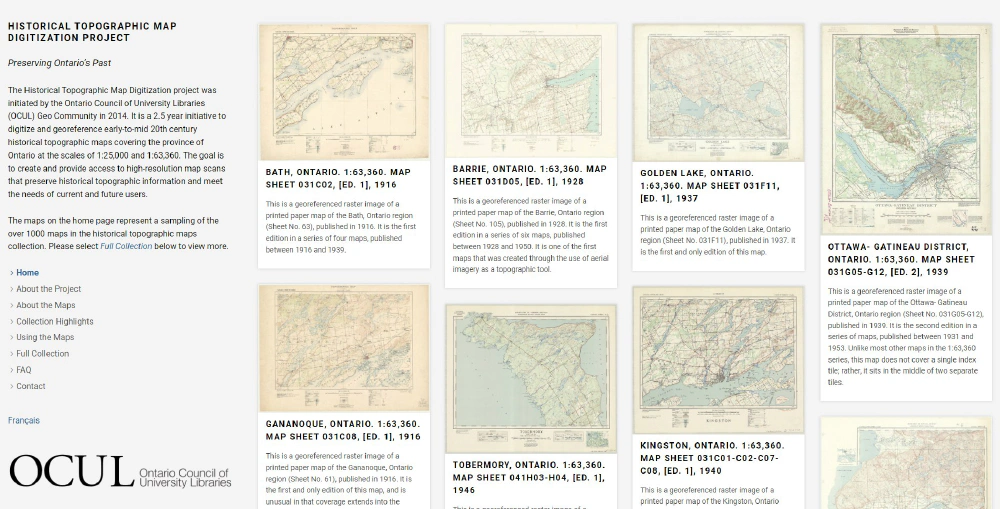 HISTORICAL TOPOGRAPHIC MAP
DIGITIZATION PROJECT
Preserving Ontario's Past
The Historical Topographic Map Digitization project was
initiated by the Ontario Council of University Libraries
(OCUL) Geo Community in 2014. It is a 2.5 year initiative to
digitize and georeference early-to-mid 20th century
historical topographic maps covering the province of
Ontario at the scales of 1:25,000 and 1:63,360. The goal is
to create and provide access to high-resolution map scans
that preserve historical topographic information and meet
the needs of current and future users.
The maps on the home page represent a sampling of the
over 1000 maps in the historical topographic maps
collection. Please select Full Collection below to view more.
› Home
› About the Project
› About the Maps
› Collection Highlights
› Using the Maps
› Full Collection
› FAQ
› Contact
Français
OCUL Ontario Council of
University Libraries
BATH, ONTARIO. 1:63,360. MAP
SHEET 031C02, [ED. 1], 1916
This is a georeferenced raster image of a
printed paper map of the Bath, Ontario region
(Sheet No. 63), published in 1916. It is the first
edition in a series of four maps, published
between 1916 and 1939.
GANANOQUE, ONTARIO. 1:63,360.
MAP SHEET 031C08, [ED. 1], 1916
This is a georeferenced raster image of a
printed paper map of the Gananoque, Ontario
region (Sheet No. 61), published in 1916. It is
the first and only edition of this map, and is
unusual in that coverage extends into the
BARRIE, ONTARIO. 1:63,360. MAP
SHEET 031D05, [ED. 1], 1928
This is a georeferenced raster image of a
printed paper map of the Barrie, Ontario region
(Sheet No. 105), published in 1928. It is the first
edition in a series of six maps, published
between 1928 and 1950. It is one of the first
maps that was created through the use of aerial
imagery as a topographic tool.
TOBERMORY, ONTARIO. 1:63,360.
MAP SHEET 041H03-H04, [ED. 1],
1946
This is a georeferenced raster image of a
GOLDEN LAKE, ONTARIO.
1:63,360. MAP SHEET 031F11,
[ED. 1], 1937
This is a georeferenced raster image of a
printed paper map of the Golden Lake, Ontario
region (Sheet No. 031F11), published in 1937. It
is the first and only edition of this map.
KINGSTON
KINGSTON, ONTARIO. 1:63,360.
MAP SHEET 031C01-C02-C07-
C08, [ED. 1], 1940
This is a georeferenced raster image of a
printed paper map of the Kingston, Ontario
OTTAWA- GATINEAU DISTRICT,
ONTARIO. 1:63,360. MAP SHEET
031G05-G12, [ED. 2], 1939
This is a georeferenced raster image of a
printed paper map of the Ottawa- Gatineau
District, Ontario region (Sheet No. 031G05-G12),
published in 1939. It is the second edition in a
series of maps, published between 1931 and
1953. Unlike most other maps in the 1:63,360
series, this map does not cover a single index
tile; rather, it sits in the middle of two separate
tiles.